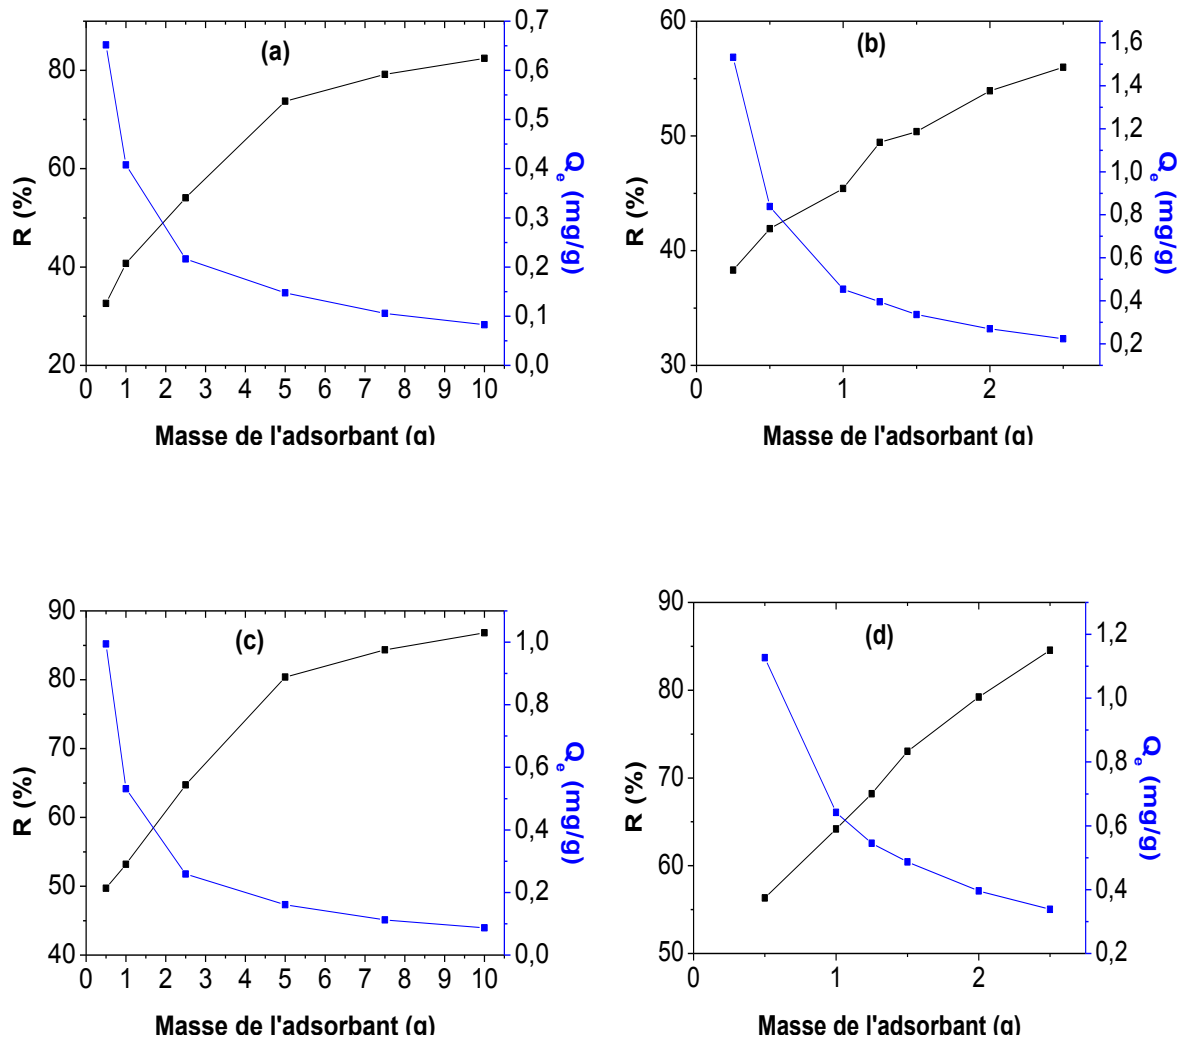 (a)
R (%)
80
60
40
20
0 1 2 3 4 5 6 7 8 9 10
0,7
0,6
0,5
0,4
0,3
0,2
0,1
0,0
Qe (mg/g)
Masse de l'adsorbant (g)
(b)
R (%)
60
50
40
30
0 1 2
1,6
1,4
1,2
1,0
0,8
0,6
0,4
0,2
Qe (mg/g)
Masse de l'adsorbant (g)
(c)
R (%)
90
80
70
60
50
40
0 1 2 3 4 5 6 7 8 9 10
1,0
0,8
0,6
0,4
0,2
0,0
Qe (mg/g)
Masse de l'adsorbant (g)
(d)
R (%)
90
80
70
60
50
0 1 2
1,2
1,0
0,8
0,6
0,4
0,2
Qe (mg/g)
Masse de l'adsorbant (g)